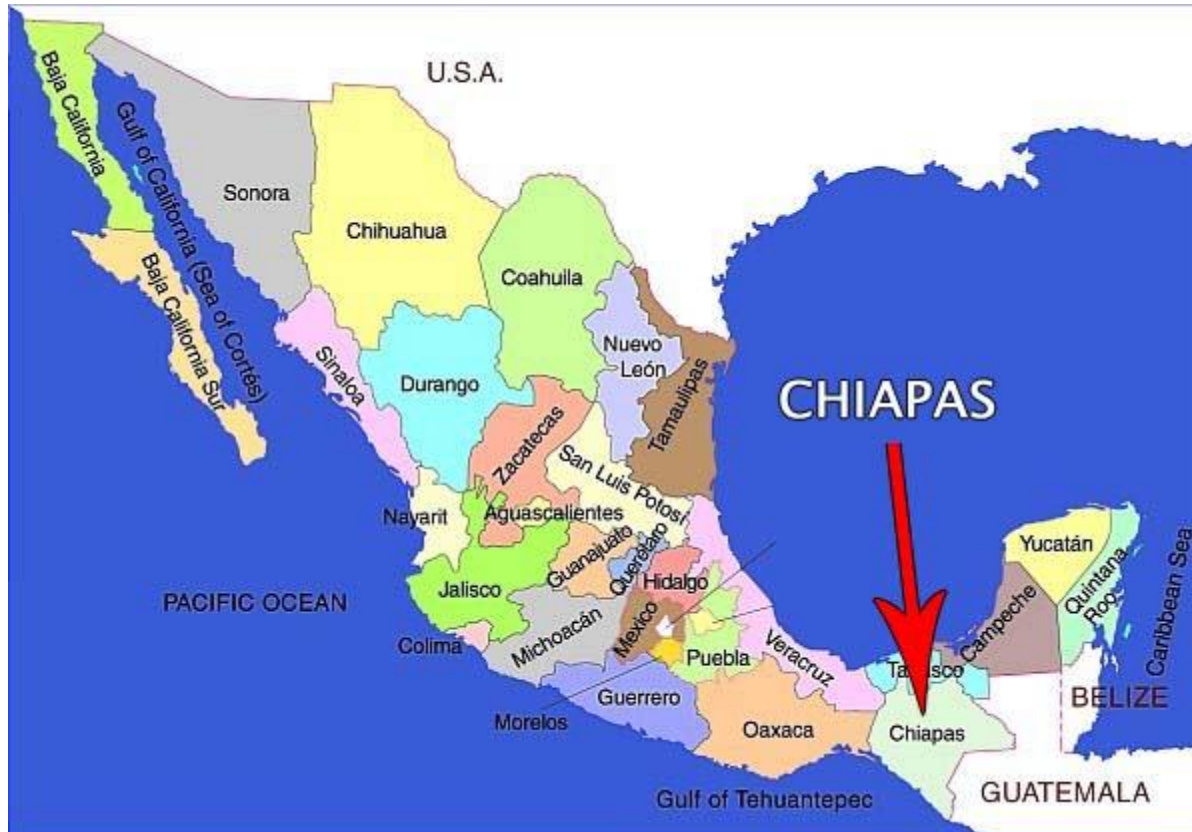 U.S.A.
Baja California
Gulf of California (Sea of Cortés)
Sonora
Chihuahua
Coahuila
Baja California Sur
Sinaloa
Durango
Nuevo
León
Tamaulipas
CHIAPAS
Zacatecas
San Luis Potosí
Nayarit
Aguascalientes
Guanajuato
Querétaro
Hidalgo
Yucatán
Quintana
Roo
Campeche
Caribbean Sea
PACIFIC OCEAN
Jalisco
Colima
Michoacán
Mexico
Puebla
Veracruz
Morelos
Guerrero
Oaxaca
Chiapas
BELIZE
Gulf of Tehuantepec
GUATEMALA